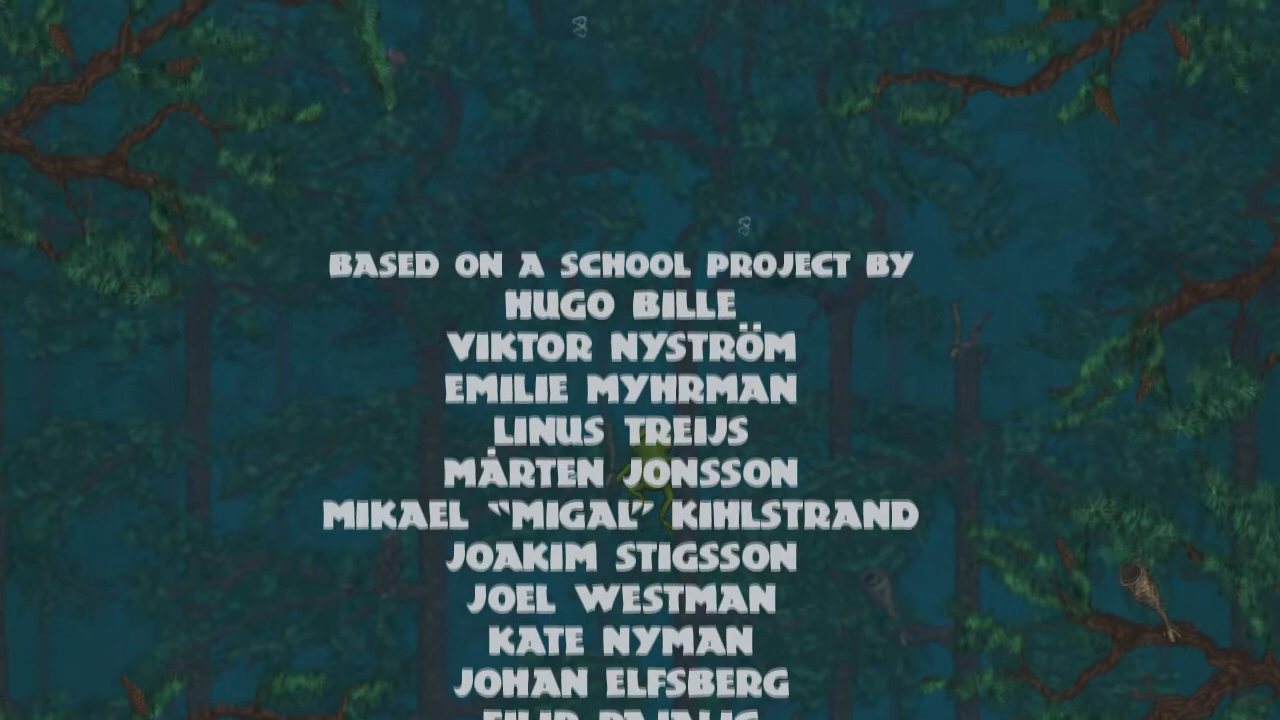 BASED ON A SCHOOL PROJECT BY
HUGO BILLE
VIKTOR NYSTRÖM
EMILIE MYHRMAN
LINUS TREIJS
MÅRTEN JONSSON
MIKAEL “MIGAL” KIHLSTRAND
JOAKIM STIGSSON
JOEL WESTMAN
KATE NYMAN
JOHAN ELFSBERG